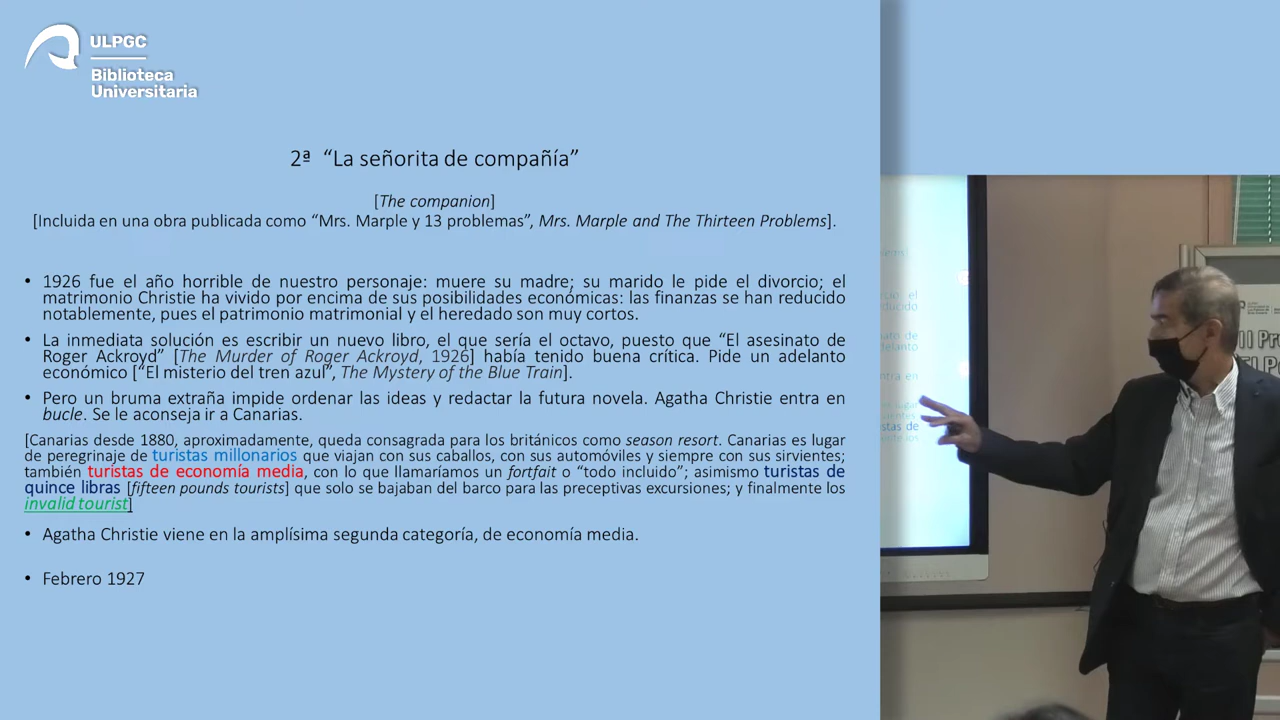 ULPGC
Biblioteca
Universitaria
2ª “La señorita de compañía”
[The companion]
[Incluida en una obra publicada como “Mrs. Marple y 13 problemas”, Mrs. Marple and The Thirteen Problems].
• 1926 fue el año horrible de nuestro personaje: muere su madre; su marido le pide el divorcio; el
matrimonio Christie ha vivido por encima de sus posibilidades económicas: las finanzas se han reducido
notablemente, pues el patrimonio matrimonial y el heredado son muy cortos.
• La inmediata solución es escribir un nuevo libro, el que sería el octavo, puesto que “El asesinato de
Roger Ackroyd” [The Murder of Roger Ackroyd, 1926] había tenido buena crítica. Pide un adelanto
económico [“El misterio del tren azul”, The Mystery of the Blue Train].
• Pero un bruma extraña impide ordenar las ideas y redactar la futura novela. Agatha Christie entra en
bucle. Se le aconseja ir a Canarias.
[Canarias desde 1880, aproximadamente, queda consagrada para los británicos como season resort. Canarias es lugar
de peregrinaje de turistas millonarios que viajan con sus caballos, con sus automóviles y siempre con sus sirvientes;
también turistas de economía media, con lo que llamaríamos un fortfait o “todo incluido”; asimismo turistas de
quince libras [fifteen pounds tourists] que solo se bajaban del barco para las preceptivas excursiones; y finalmente los
invalid tourist]
• Agatha Christie viene en la amplísima segunda categoría, de economía media.
• Febrero 1927